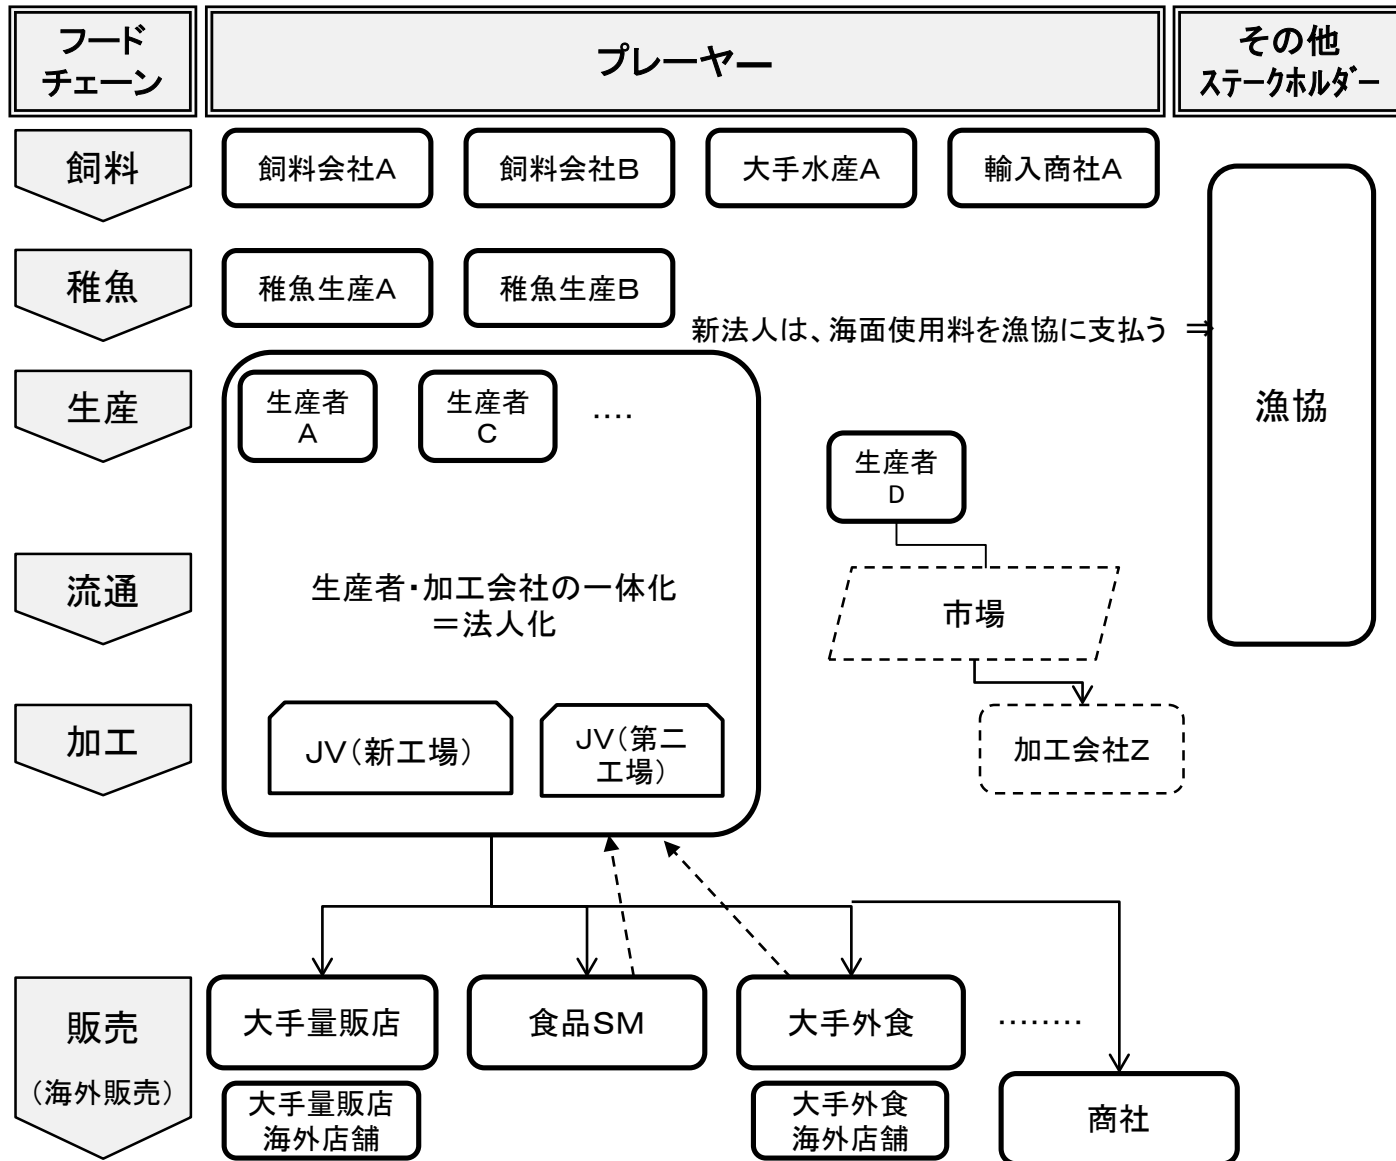 フード
チェーン
プレーヤー
その他
ステークホルダー
飼料
飼料会社A
飼料会社B
大手水産A
輸入商社A
稚魚
稚魚生産A
稚魚生産B
新法人は、海面使用料を漁協に支払う ⇒
漁協
生産
生産者
A
生産者
C
‥‥
生産者
D
流通
生産者・加工会社の一体化
＝法人化
市場
加工
JV（新工場）
JV（第二
工場）
加工会社Z
販売
（海外販売）
大手量販店
食品SM
大手外食
‥‥‥‥
大手量販店
海外店舗
大手外食
海外店舗
商社